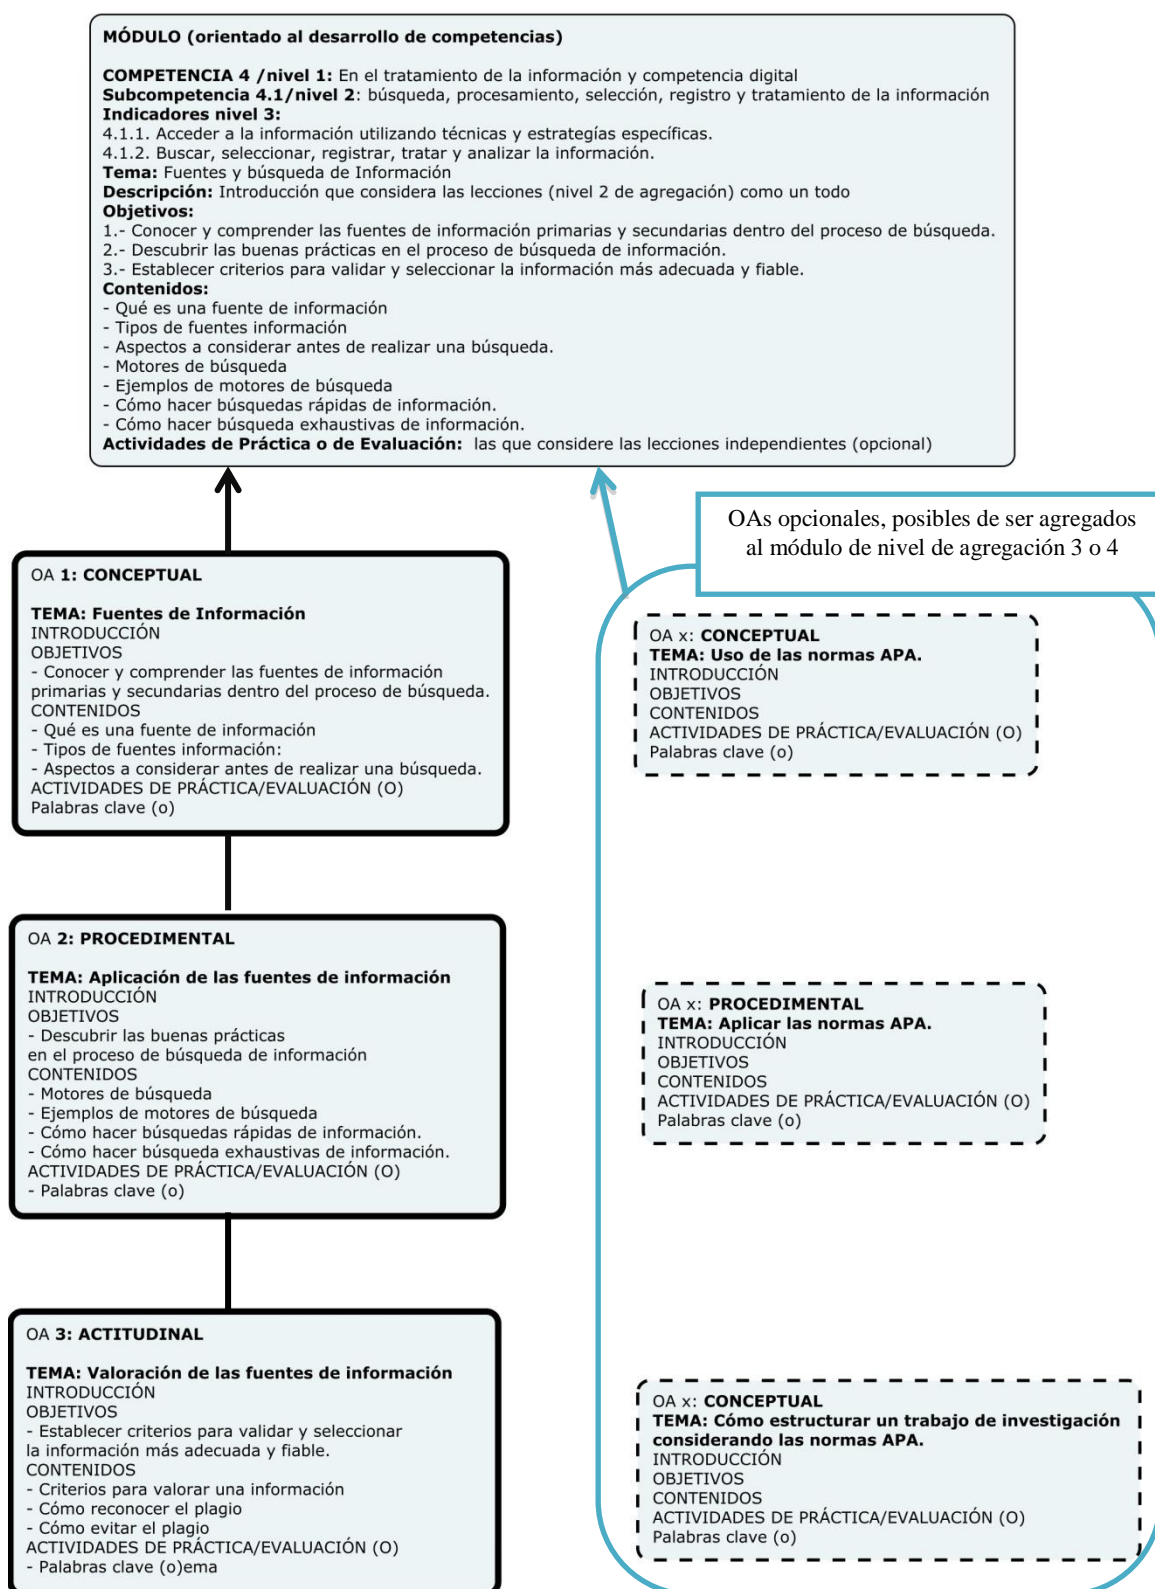 MÓDULO (orientado al desarrollo de competencias)
COMPETENCIA 4 /nivel 1: En el tratamiento de la información y competencia digital
Subcompetencia 4.1/nivel 2: búsqueda, procesamiento, selección, registro y tratamiento de la información
Indicadores nivel 3:
4.1.1. Acceder a la información utilizando técnicas y estrategías específicas.
4.1.2. Buscar, seleccionar, registrar, tratar y analizar la información.
Tema: Fuentes y búsqueda de Información
Descripción: Introducción que considera las lecciones (nivel 2 de agregación) como un todo
Objetivos:
1.- Conocer y comprender las fuentes de información primarias y secundarias dentro del proceso de búsqueda.
2.- Descubrir las buenas prácticas en el proceso de búsqueda de información.
3.- Establecer criterios para validar y seleccionar la información más adecuada y fiable.
Contenidos:
- Qué es una fuente de información
- Tipos de fuentes información
- Aspectos a considerar antes de realizar una búsqueda.
- Motores de búsqueda
- Ejemplos de motores de búsqueda
- Cómo hacer búsquedas rápidas de información.
- Cómo hacer búsqueda exhaustivas de información.
Actividades de Práctica o de Evaluación: las que considere las lecciones independientes (opcional)
OAs opcionales, posibles de ser agregados
al módulo de nivel de agregación 3 o 4
OA 1: CONCEPTUAL
TEMA: Fuentes de Información
INTRODUCCIÓN
OBJETIVOS
- Conocer y comprender las fuentes de información
primarias y secundarias dentro del proceso de búsqueda.
CONTENIDOS
- Qué es una fuente de información
- Tipos de fuentes información:
- Aspectos a considerar antes de realizar una búsqueda.
ACTIVIDADES DE PRÁCTICA/EVALUACIÓN (O)
Palabras clave (o)
OA x: CONCEPTUAL
TEMA: Uso de las normas APA.
INTRODUCCIÓN
OBJETIVOS
CONTENIDOS
ACTIVIDADES DE PRÁCTICA/EVALUACIÓN (O)
Palabras clave (o)
OA 2: PROCEDIMENTAL
TEMA: Aplicación de las fuentes de información
INTRODUCCIÓN
OBJETIVOS
- Descubrir las buenas prácticas
en el proceso de búsqueda de información
CONTENIDOS
- Motores de búsqueda
- Ejemplos de motores de búsqueda
- Cómo hacer búsquedas rápidas de información.
- Cómo hacer búsqueda exhaustivas de información.
ACTIVIDADES DE PRÁCTICA/EVALUACIÓN (O)
- Palabras clave (o)
OA x: PROCEDIMENTAL
TEMA: Aplicar las normas APA.
INTRODUCCIÓN
OBJETIVOS
CONTENIDOS
ACTIVIDADES DE PRÁCTICA/EVALUACIÓN (O)
Palabras clave (o)
OA 3: ACTITUDINAL
TEMA: Valoración de las fuentes de información
INTRODUCCIÓN
OBJETIVOS
- Establecer criterios para validar y seleccionar
la información más adecuada y fiable.
CONTENIDOS
- Criterios para valorar una información
- Cómo reconocer el plagio
- Cómo evitar el plagio
ACTIVIDADES DE PRÁCTICA/EVALUACIÓN (O)
- Palabras clave (o)ema
OA x: CONCEPTUAL
TEMA: Cómo estructurar un trabajo de investigación
considerando las normas APA.
INTRODUCCIÓN
OBJETIVOS
CONTENIDOS
ACTIVIDADES DE PRÁCTICA/EVALUACIÓN (O)
Palabras clave (o)